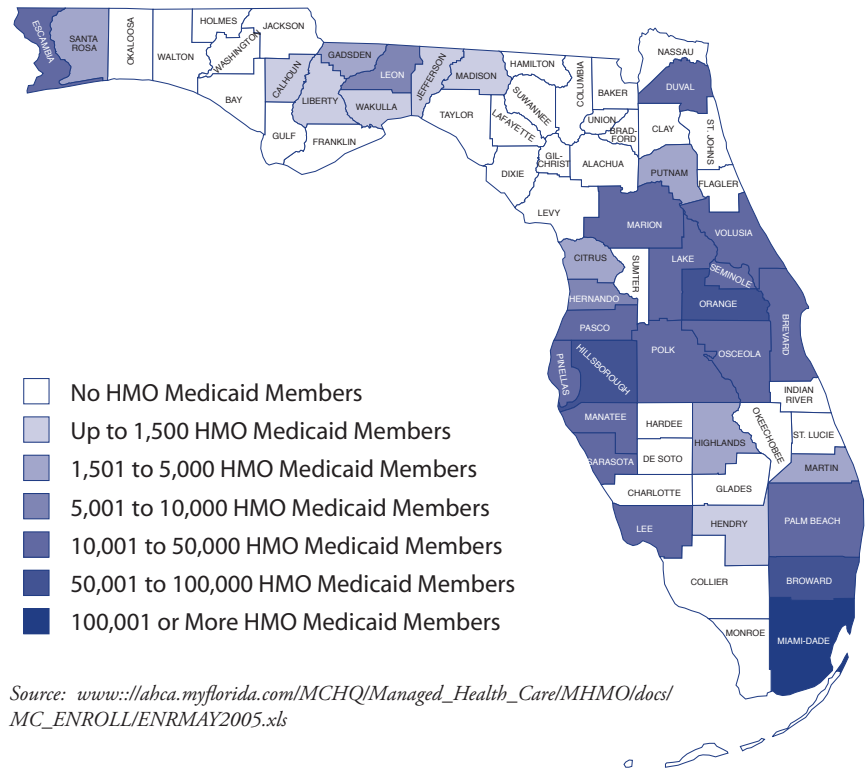 ESCAMBIA
SANTA
ROSA
OKALOOSA
WALTON
HOLMES
WASHINGTON
JACKSON
BAY
CALHOUN
GULF
LIBERTY
FRANKLIN
GADSDEN
LEON
WAKULLA
JEFFERSON
MADISON
TAYLOR
HAMILTON
SUWANNEE
LAFAYETTE
DIXIE
COLUMBIA
BAKER
UNION
BRAD-
FORD
GIL-
CHRIST
ALACHUA
LEVY
NASSAU
DUVAL
CLAY
ST. JOHNS
PUTNAM
FLAGLER
MARION
VOLUSIA
CITRUS
SUMTER
LAKE
SEMINOLE
HERNANDO
ORANGE
PASCO
BREVARD
PINELLAS
HILLSBOROUGH
POLK
OSCEOLA
INDIAN
RIVER
MANATEE
HARDEE
HIGHLANDS
OKEECHOBEE
ST. LUCIE
SARASOTA
DE SOTO
MARTIN
CHARLOTTE
GLADES
LEE
HENDRY
PALM BEACH
COLLIER
BROWARD
MONROE
MIAMI-DADE
No HMO Medicaid Members
Up to 1,500 HMO Medicaid Members
1,501 to 5,000 HMO Medicaid Members
5,001 to 10,000 HMO Medicaid Members
10,001 to 50,000 HMO Medicaid Members
50,001 to 100,000 HMO Medicaid Members
100,001 or More HMO Medicaid Members
Source: www:://ahca.myflorida.com/MCHQ/Managed_Health_Care/MHMO/docs/
MC_ENROLL/ENRMAY2005.xls